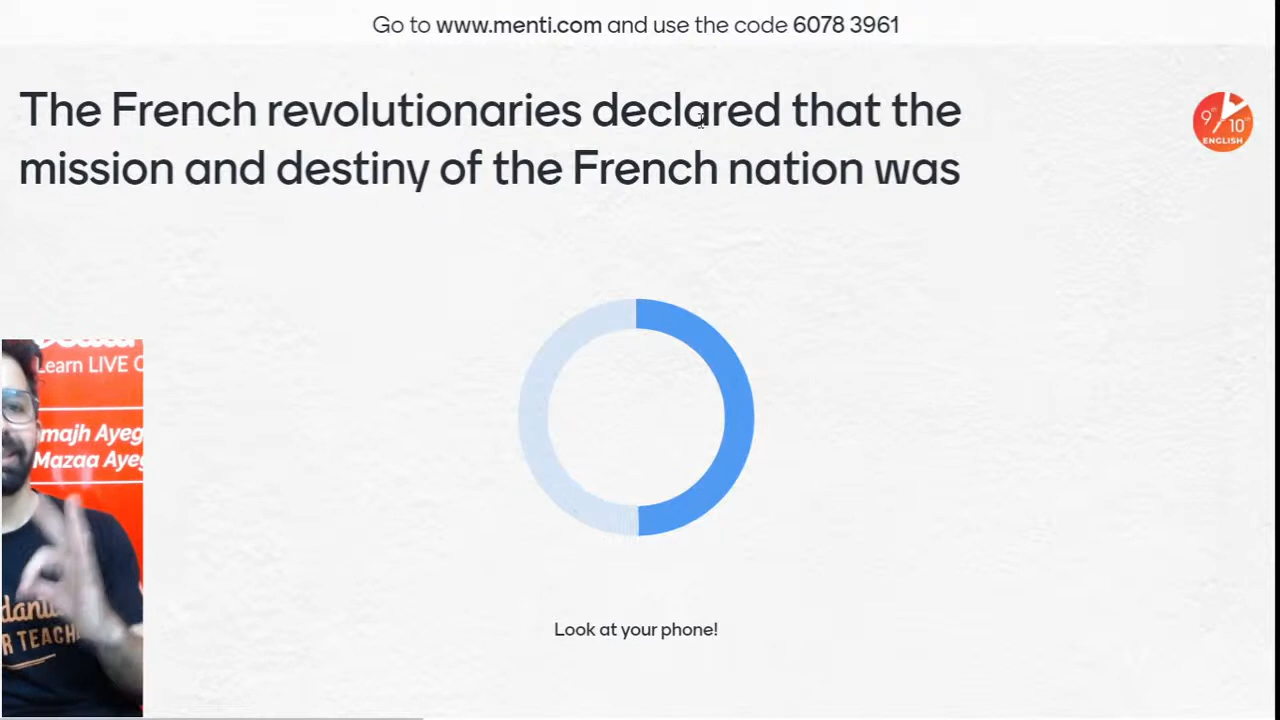 Go to www.menti.com and use the code 6078 3961
The French revolutionaries declared that the
mission and destiny of the French nation was
9th 10th
ENGLISH
Learn LIVE
majh Ayeg
Mazaa Ayeg
R TEACH
Look at your phone!